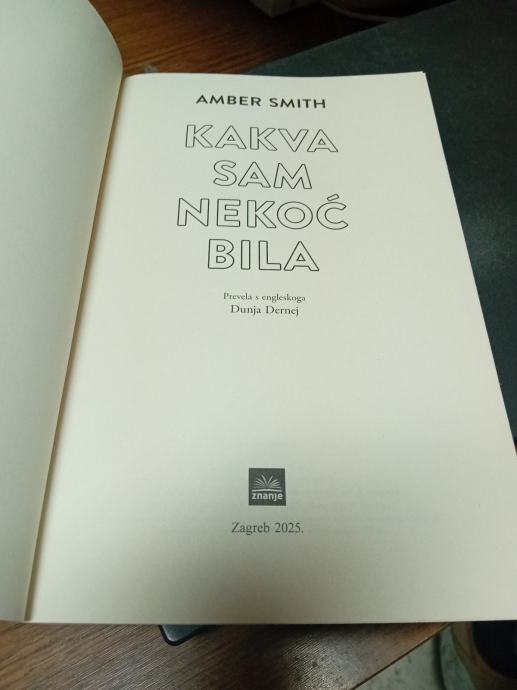 AMBER SMITH
KAKVA
SAM
NEKOĆ
BILA
Prevela s engleskoga
Dunja Dernej
znanje
Zagreb 2025.